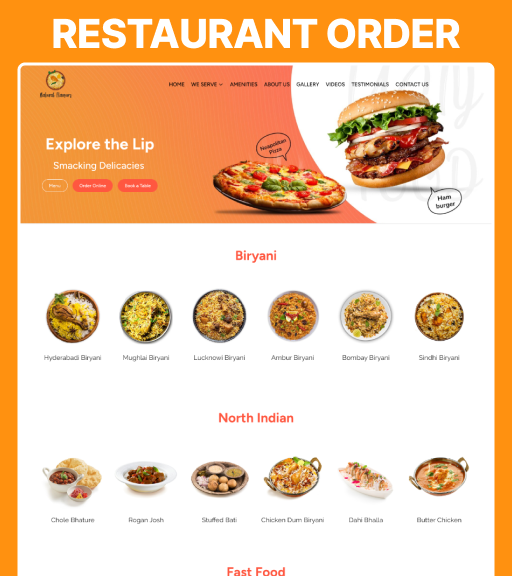 RESTAURANT ORDER
Natural Flavours
HOME WE SERVE AMENITIES ABOUT US GALLERY VIDEOS TESTIMONIALS CONTACT US
Explore the Lip
Smacking Delicacies
Menu Order Online Book a Table
Neapolitan
Pizza
Ham
burger
Biryani
Hyderabadi Biryani Mughlai Biryani Lucknowi Biryani Ambur Biryani Bombay Biryani Sindhi Biryani
North Indian
Chole Bhature Rogan Josh Stuffed Bati Chicken Dum Biryani Dahi Bhalla Butter Chicken
Fast Food